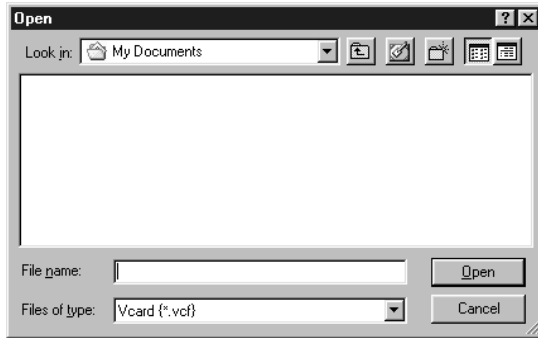 Open
Look in: My Documents
File name:
Open
Files of type: Vcard {*.vcf}
Cancel